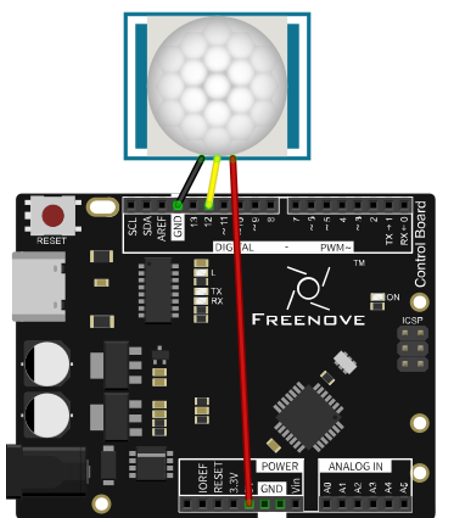 SCL
SDA
AREF
GND
13
12
~11
~10
~9
8
7
~6
~5
4
~3
2
TX→1
RX←0
DIGITAL - PWM~
RESET
Control Board
L
TX
RX
TM
FREENOVE
ON
ICSP
IOREF
RESET
3.3V
POWER
GND
Vin
ANALOG IN
A0
A1
A2
A3
A4
A5